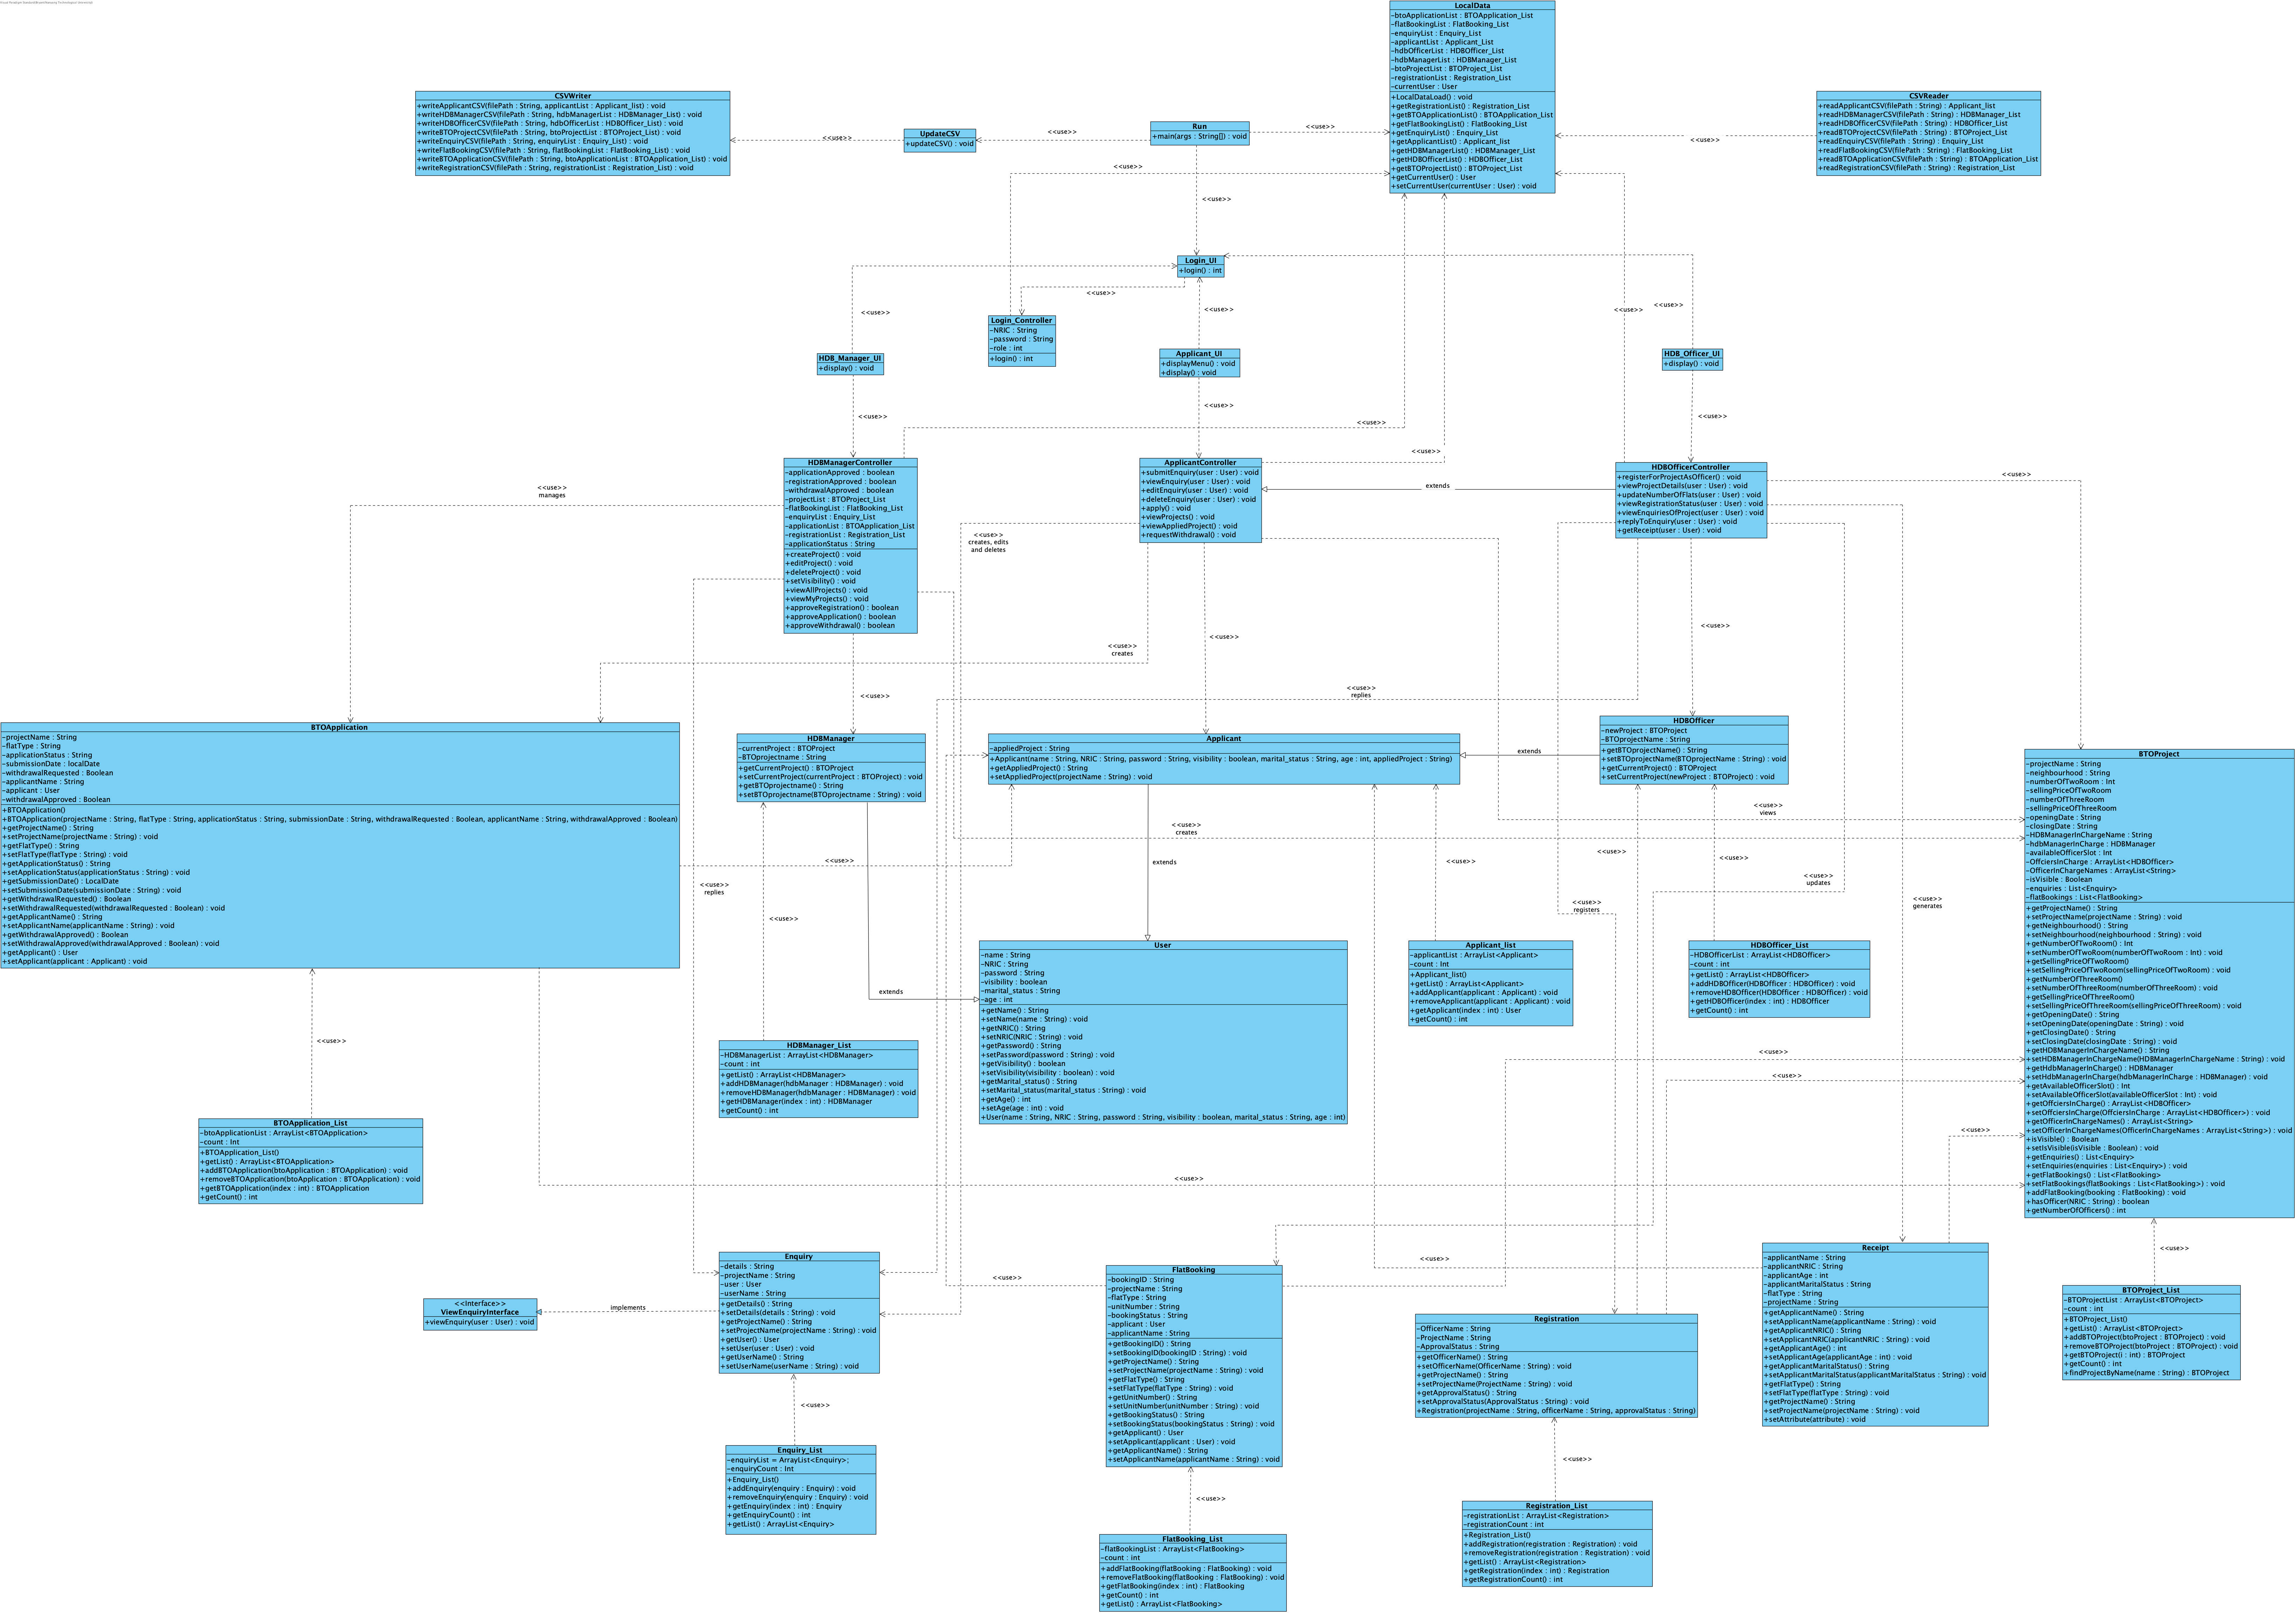 LocalData
-btoApplicationList : BTOApplication_List
-flatBookingList : FlatBooking_List
-enquiryList : Enquiry_List
-applicantList : Applicant_List
-hdbOfficerList : HDBOfficer_List
-hdbManagerList : HDBManager_List
-btoProjectList : BTOProject_List
-registrationList : Registration_List
-currentUser : User
+LocalDataLoad() : void
+getRegistrationList() : Registration_List
+getBTOApplicationList() : BTOApplication_List
+getFlatBookingList() : FlatBooking_List
+getEnquiryList() : Enquiry_List
+getApplicantList() : Applicant_list
+getHDBManagerList() : HDBManager_List
+getHDBOfficerList() : HDBOfficer_List
+getBTOProjectList() : BTOProject_List
+getCurrentUser() : User
+setCurrentUser(currentUser : User) : void
CSVWriter
+writeApplicantCSV(filePath : String, applicantList : Applicant_list) : void
+writeHDBManagerCSV(filePath : String, hdbManagerList : HDBManager_List) : void
+writeHDBOfficerCSV(filePath : String, hdbOfficerList : HDBOfficer_List) : void
+writeBTOProjectCSV(filePath : String, btoProjectList : BTOProject_List) : void
+writeEnquiryCSV(filePath : String, enquiryList : Enquiry_List) : void
+writeFlatBookingCSV(filePath : String, flatBookingList : FlatBooking_List) : void
+writeBTOApplicationCSV(filePath : String, btoApplicationList : BTOApplication_List) : void
+writeRegistrationCSV(filePath : String, registrationList : Registration_List) : void
<<use>>
UpdateCSV
+updateCSV() : void
<<use>>
Run
+main(args : String[]) : void
<<use>>
CSVReader
+readApplicantCSV(filePath : String) : Applicant_list
+readHDBManagerCSV(filePath : String) : HDBManager_List
+readHDBOfficerCSV(filePath : String) : HDBOfficer_List
+readBTOProjectCSV(filePath : String) : BTOProject_List
+readEnquiryCSV(filePath : String) : Enquiry_List
+readFlatBookingCSV(filePath : String) : FlatBooking_List
+readBTOApplicationCSV(filePath : String) : BTOApplication_List
+readRegistrationCSV(filePath : String) : Registration_List
<<use>>
<<use>>
<<use>>
Login_UI
+login() : int
<<use>>
<<use>>
<<use>>
<<use>>
<<use>>
Login_Controller
-NRIC : String
-password : String
-role : int
+login() : int
HDB_Manager_UI
+display() : void
Applicant_UI
+displayMenu() : void
+display() : void
HDB_Officer_UI
+display() : void
<<use>>
<<use>>
<<use>>
<<use>>
<<use>>
HDBManagerController
-applicationApproved : boolean
-registrationApproved : boolean
-withdrawalApproved : boolean
-projectList : BTOProject_List
-flatBookingList : FlatBooking_List
-enquiryList : Enquiry_List
-applicationList : BTOApplication_List
-registrationList : Registration_List
-applicationStatus : String
+createProject() : void
+editProject() : void
+deleteProject() : void
+setVisibility() : void
+viewAllProjects() : void
+viewMyProjects() : void
+approveRegistration() : boolean
+approveApplication() : boolean
+approveWithdrawal() : boolean
ApplicantController
+submitEnquiry(user : User) : void
+viewEnquiry(user : User) : void
+editEnquiry(user : User) : void
+deleteEnquiry(user : User) : void
+apply() : void
+viewProjects() : void
+viewAppliedProject() : void
+requestWithdrawal() : void
extends
HDBOfficerController
+registerForProjectAsOfficer() : void
+viewProjectDetails(user : User) : void
+updateNumberOfFlats(user : User) : void
+viewRegistrationStatus(user : User) : void
+viewEnquiriesOfProject(user : User) : void
+replyToEnquiry(user : User) : void
+getReceipt(user : User) : void
<<use>>
<<use>>
manages
<<use>>
creates, edits
and deletes
<<use>>
<<use>>
<<use>>
creates
<<use>>
<<use>>
replies
BTOApplication
-projectName : String
-flatType : String
-applicationStatus : String
-submissionDate : localDate
-withdrawalRequested : Boolean
-applicantName : String
-applicant : User
-withdrawalApproved : Boolean
+BTOApplication()
+BTOApplication(projectName : String, flatType : String, applicationStatus : String, submissionDate : String, withdrawalRequested : Boolean, applicantName : String, withdrawalApproved : Boolean)
+getProjectName() : String
+setProjectName(projectName : String) : void
+getFlatType() : String
+setFlatType(flatType : String) : void
+getApplicationStatus() : String
+setApplicationStatus(applicationStatus : String) : void
+getSubmissionDate() : LocalDate
+setSubmissionDate(submissionDate : String) : void
+getWithdrawalRequested() : Boolean
+setWithdrawalRequested(withdrawalRequested : Boolean) : void
+getApplicantName() : String
+setApplicantName(applicantName : String) : void
+getWithdrawalApproved() : Boolean
+setWithdrawalApproved(withdrawalApproved : Boolean) : void
+getApplicant() : User
+setApplicant(applicant : Applicant) : void
HDBManager
-currentProject : BTOProject
-BTOprojectname : String
+getCurrentProject() : BTOProject
+setCurrentProject(currentProject : BTOProject) : void
+getBTOprojectname() : String
+setBTOprojectname(BTOprojectname : String) : void
Applicant
-appliedProject : String
+Applicant(name : String, NRIC : String, password : String, visibility : boolean, marital_status : String, age : int, appliedProject : String)
+getAppliedProject() : String
+setAppliedProject(projectName : String) : void
extends
HDBOfficer
-newProject : BTOProject
-BTOprojectName : String
+getBTOprojectName() : String
+setBTOprojectName(BTOprojectName : String) : void
+getCurrentProject() : BTOProject
+setCurrentProject(newProject : BTOProject) : void
BTOProject
-projectName : String
-neighbourhood : String
-numberOfTwoRoom : Int
-sellingPriceOfTwoRoom
-numberOfThreeRoom
-sellingPriceOfThreeRoom
-openingDate : String
-closingDate : String
-HDBManagerInChargeName : String
-hdbManagerInCharge : HDBManager
-availableOfficerSlot : Int
-OffciersInCharge : ArrayList<HDBOfficer>
-OfficerInChargeNames : ArrayList<String>
-isVisible : Boolean
-enquiries : List<Enquiry>
-flatBookings : List<FlatBooking>
+getProjectName() : String
+setProjectName(projectName : String) : void
+getNeighbourhood() : String
+setNeighbourhood(neighbourhood : String) : void
+getNumberOfTwoRoom() : Int
+setNumberOfTwoRoom(numberOfTwoRoom : Int) : void
+getSellingPriceOfTwoRoom()
+setSellingPriceOfTwoRoom(sellingPriceOfTwoRoom) : void
+getNumberOfThreeRoom()
+setNumberOfThreeRoom(numberOfThreeRoom) : void
+getSellingPriceOfThreeRoom()
+setSellingPriceOfThreeRoom(sellingPriceOfThreeRoom) : void
+getOpeningDate() : String
+setOpeningDate(openingDate : String) : void
+getClosingDate() : String
+setClosingDate(closingDate : String) : void
+getHDBManagerInChargeName() : String
+setHDBManagerInChargeName(HDBManagerInChargeName : String) : void
+getHdbManagerInCharge() : HDBManager
+setHdbManagerInCharge(hdbManagerInCharge : HDBManager) : void
+getAvailableOfficerSlot() : Int
+setAvailableOfficerSlot(availableOfficerSlot : Int) : void
+getOffciersInCharge() : ArrayList<HDBOfficer>
+setOffciersInCharge(OffciersInCharge : ArrayList<HDBOfficer>) : void
+getOfficerInChargeNames() : ArrayList<String>
+setOfficerInChargeNames(OfficerInChargeNames : ArrayList<String>) : void
+isVisible() : Boolean
+setIsVisible(isVisible : Boolean) : void
+getEnquiries() : List<Enquiry>
+setEnquiries(enquiries : List<Enquiry>) : void
+getFlatBookings() : List<FlatBooking>
+setFlatBookings(flatBookings : List<FlatBooking>) : void
+addFlatBooking(booking : FlatBooking) : void
+hasOfficer(NRIC : String) : boolean
+getNumberOfOfficers() : int
<<use>>
views
<<use>>
creates
<<use>>
<<use>>
extends
<<use>>
<<use>>
<<use>>
updates
<<use>>
replies
<<use>>
registers
<<use>>
generates
<<use>>
extends
User
-name : String
-NRIC : String
-password : String
-visibility : boolean
-marital_status : String
-age : int
+getName() : String
+setName(name : String) : void
+getNRIC() : String
+setNRIC(NRIC : String) : void
+getPassword() : String
+setPassword(password : String) : void
+getVisibility() : boolean
+setVisibility(visibility : boolean) : void
+getMarital_status() : String
+setMarital_status(marital_status : String) : void
+getAge() : int
+setAge(age : int) : void
+User(name : String, NRIC : String, password : String, visibility : boolean, marital_status : String, age : int)
Applicant_list
-applicantList : ArrayList<Applicant>
-count : Int
+Applicant_list()
+getList() : ArrayList<Applicant>
+addApplicant(applicant : Applicant) : void
+removeApplicant(applicant : Applicant) : void
+getApplicant(index : int) : User
+getCount() : int
HDBOfficer_List
-HDBOfficerList : ArrayList<HDBOfficer>
-count : int
+getList() : ArrayList<HDBOfficer>
+addHDBOfficer(HDBOfficer : HDBOfficer) : void
+removeHDBOfficer(HDBOfficer : HDBOfficer) : void
+getHDBOfficer(index : int) : HDBOfficer
+getCount() : int
<<use>>
HDBManager_List
-HDBManagerList : ArrayList<HDBManager>
-count : int
+getList() : ArrayList<HDBManager>
+addHDBManager(hdbManager : HDBManager) : void
+removeHDBManager(hdbManager : HDBManager) : void
+getHDBManager(index : int) : HDBManager
+getCount() : int
<<use>>
<<use>>
<<use>>
BTOApplication_List
-btoApplicationList : ArrayList<BTOApplication>
-count : Int
+BTOApplication_List()
+getList() : ArrayList<BTOApplication>
+addBTOApplication(btoApplication : BTOApplication) : void
+removeBTOApplication(btoApplication : BTOApplication) : void
+getBTOApplication(index : int) : BTOApplication
+getCount() : int
<<use>>
<<use>>
<<use>>
<<use>>
<<Interface>>
ViewEnquiryInterface
+viewEnquiry(user : User) : void
implements
Enquiry
-details : String
-projectName : String
-user : User
-userName : String
+getDetails() : String
+setDetails(details : String) : void
+getProjectName() : String
+setProjectName(projectName : String) : void
+getUser() : User
+setUser(user : User) : void
+getUserName() : String
+setUserName(userName : String) : void
FlatBooking
-bookingID : String
-projectName : String
-flatType : String
-unitNumber : String
-bookingStatus : String
-applicant : User
-applicantName : String
+getBookingID() : String
+setBookingID(bookingID : String) : void
+getProjectName() : String
+setProjectName(projectName : String) : void
+getFlatType() : String
+setFlatType(flatType : String) : void
+getUnitNumber() : String
+setUnitNumber(unitNumber : String) : void
+getBookingStatus() : String
+setBookingStatus(bookingStatus : String) : void
+getApplicant() : User
+setApplicant(applicant : User) : void
+getApplicantName() : String
+setApplicantName(applicantName : String) : void
Registration
-OfficerName : String
-ProjectName : String
-ApprovalStatus : String
+getOfficerName() : String
+setOfficerName(OfficerName : String) : void
+getProjectName() : String
+setProjectName(ProjectName : String) : void
+getApprovalStatus() : String
+setApprovalStatus(ApprovalStatus : String) : void
+Registration(projectName : String, officerName : String, approvalStatus : String)
Receipt
-applicantName : String
-applicantNRIC : String
-applicantAge : int
-applicantMaritalStatus : String
-flatType : String
-projectName : String
+getApplicantName() : String
+setApplicantName(applicantName : String) : void
+getApplicantNRIC() : String
+setApplicantNRIC(applicantNRIC : String) : void
+getApplicantAge() : int
+setApplicantAge(applicantAge : int) : void
+getApplicantMaritalStatus() : String
+setApplicantMaritalStatus(applicantMaritalStatus : String) : void
+getFlatType() : String
+setFlatType(flatType : String) : void
+getProjectName() : String
+setProjectName(projectName : String) : void
+setAttribute(attribute) : void
BTOProject_List
-BTOProjectList : ArrayList<BTOProject>
-count : int
+BTOProject_List()
+getList() : ArrayList<BTOProject>
+addBTOProject(btoProject : BTOProject) : void
+removeBTOProject(btoProject : BTOProject) : void
+getBTOProject(i : int) : BTOProject
+getCount() : int
+findProjectByName(name : String) : BTOProject
<<use>>
Enquiry_List
-enquiryList = ArrayList<Enquiry>;
-enquiryCount : Int
+Enquiry_List()
+addEnquiry(enquiry : Enquiry) : void
+removeEnquiry(enquiry : Enquiry) : void
+getEnquiry(index : int) : Enquiry
+getEnquiryCount() : int
+getList() : ArrayList<Enquiry>
<<use>>
<<use>>
FlatBooking_List
-flatBookingList : ArrayList<FlatBooking>
-count : int
+addFlatBooking(flatBooking : FlatBooking) : void
+removeFlatBooking(flatBooking : FlatBooking) : void
+getFlatBooking(index : int) : FlatBooking
+getCount() : int
+getList() : ArrayList<FlatBooking>
Registration_List
-registrationList : ArrayList<Registration>
-registrationCount : int
+Registration_List()
+addRegistration(registration : Registration) : void
+removeRegistration(registration : Registration) : void
+getList() : ArrayList<Registration>
+getRegistration(index : int) : Registration
+getRegistrationCount() : int